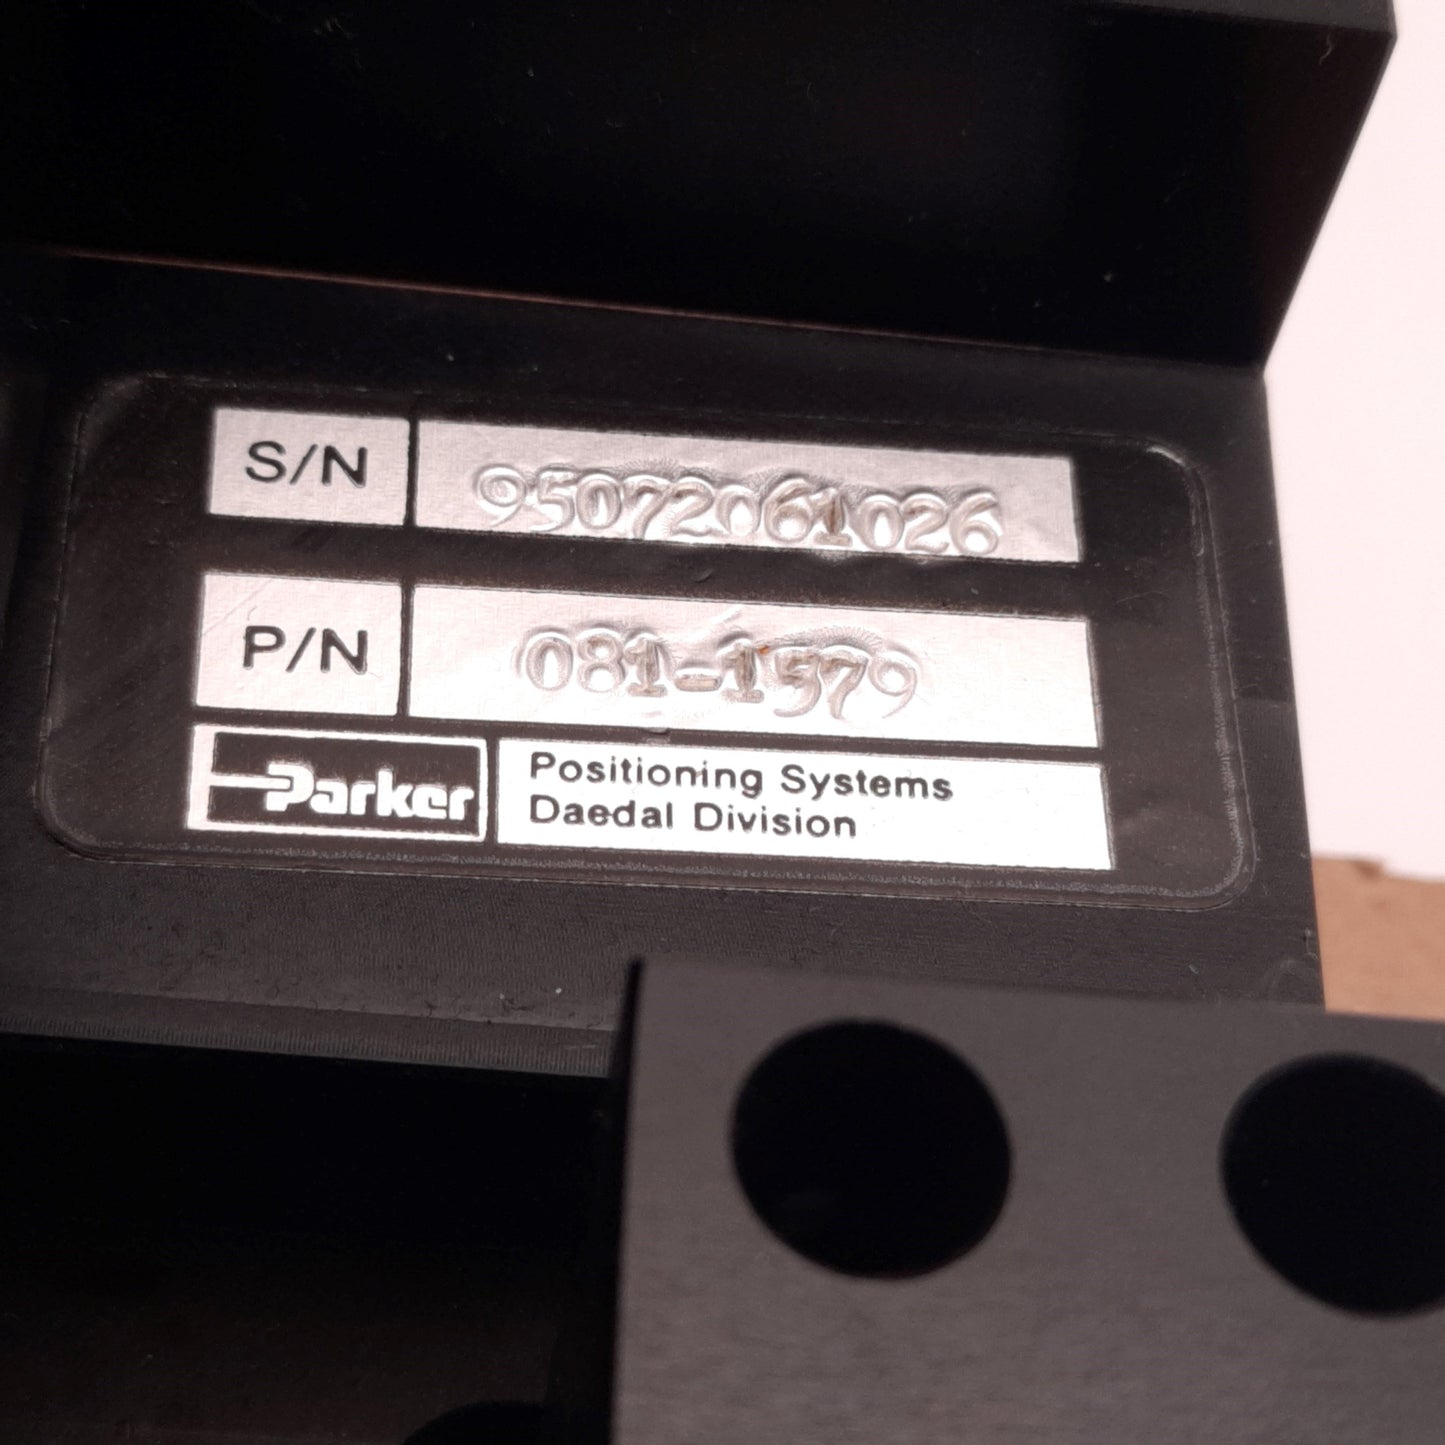 S/N 95072061026
P/N 081-1579
Parker Positioning Systems
Daedal Division